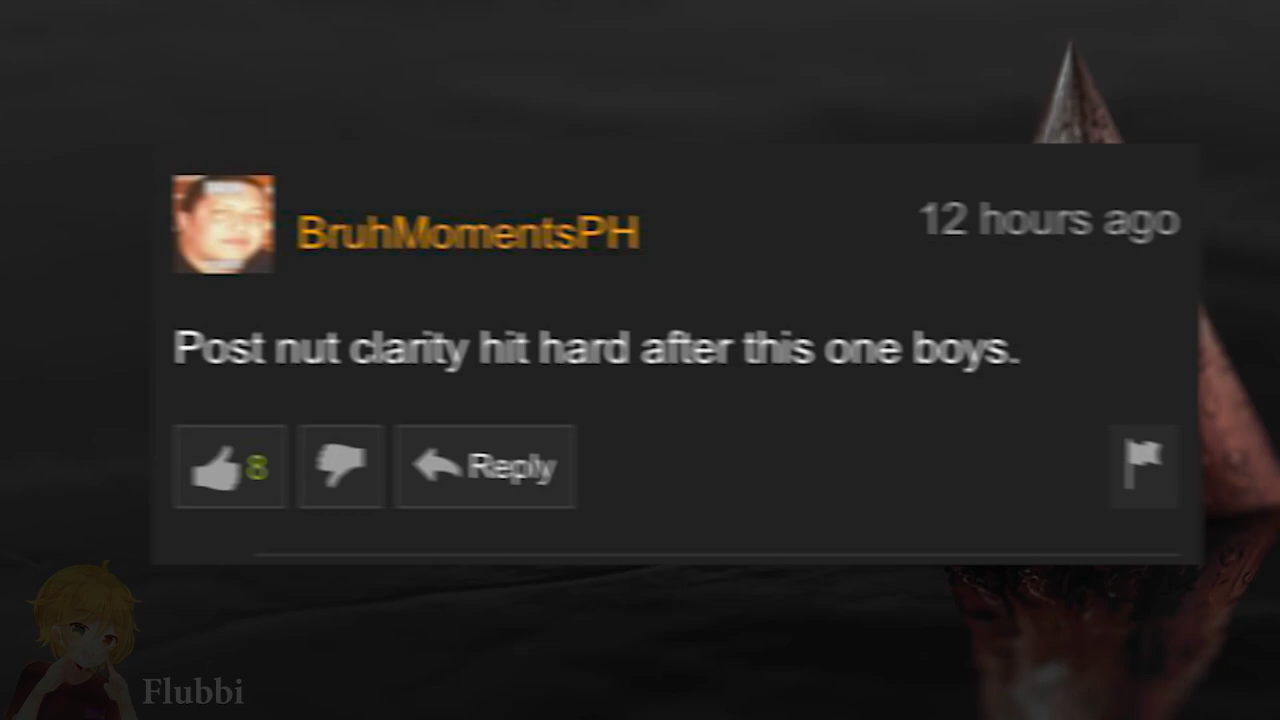 BruhMomentsPH
12 hours ago
Post nut clarity hit hard after this one boys.
8
Reply
Flubbi